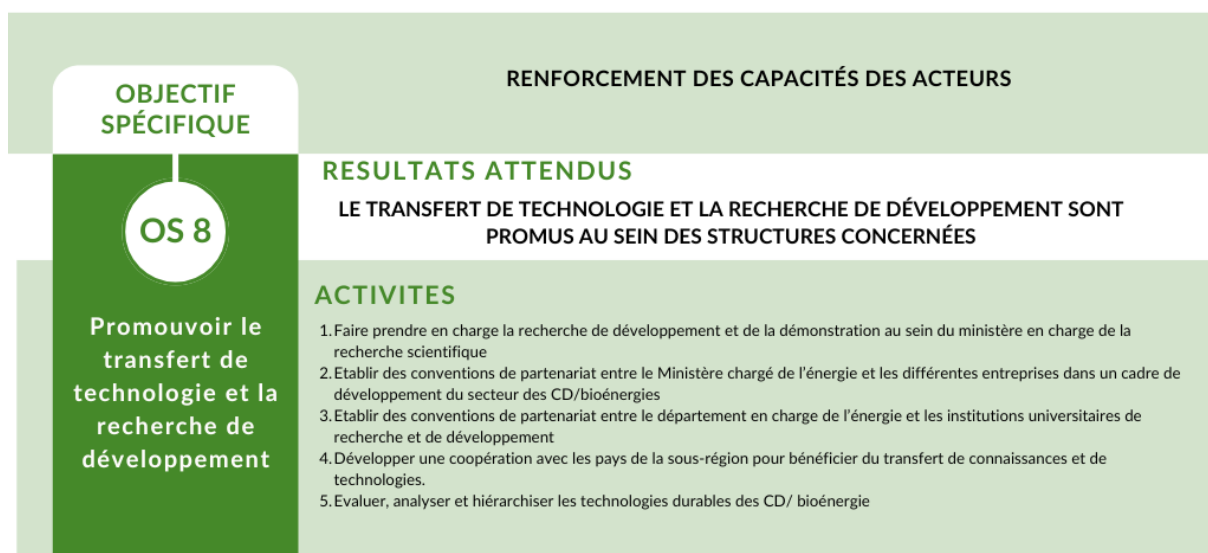 RENFORCEMENT DES CAPACITÉS DES ACTEURS
OBJECTIF
SPÉCIFIQUE
OS 8
Promouvoir le
transfert de
technologie et la
recherche de
développement
RESULTATS ATTENDUS
LE TRANSFERT DE TECHNOLOGIE ET LA RECHERCHE DE DÉVELOPPEMENT SONT
PROMUS AU SEIN DES STRUCTURES CONCERNÉES
ACTIVITES
1. Faire prendre en charge la recherche de développement et de la démonstration au sein du ministère en charge de la
recherche scientifique
2. Etablir des conventions de partenariat entre le Ministère chargé de l'énergie et les différentes entreprises dans un cadre de
développement du secteur des CD/bioénergies
3. Etablir des conventions de partenariat entre le département en charge de l'énergie et les institutions universitaires de
recherche et de développement
4. Développer une coopération avec les pays de la sous-région pour bénéficier du transfert de connaissances et de
technologies.
5. Evaluer, analyser et hiérarchiser les technologies durables des CD/ bioénergie